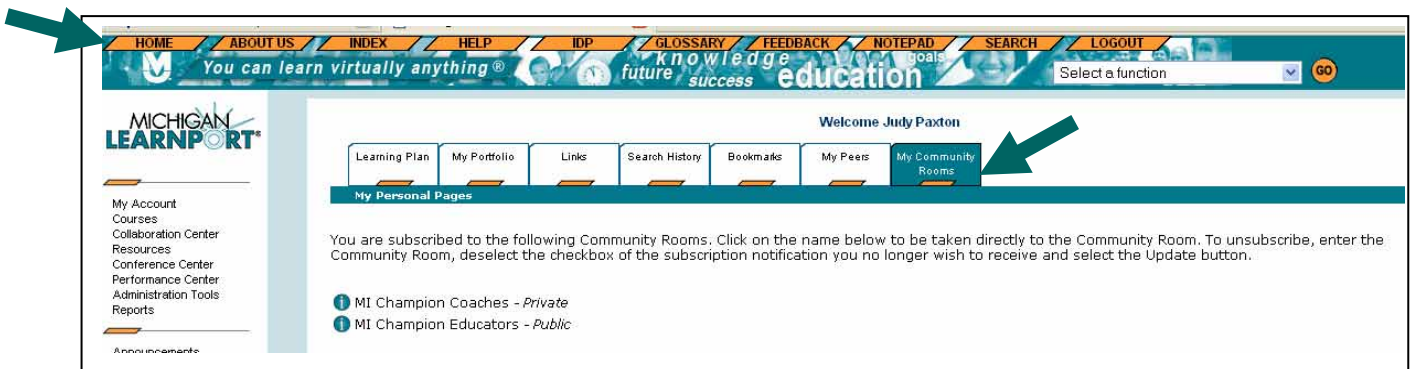 HOME ABOUT US INDEX HELP IDP GLOSSARY FEEDBACK NOTEPAD SEARCH LOGOUT
You can learn virtually anything ®
knowledge goals
future success education
Select a function GO
MICHIGAN
LEARNPORT®
Welcome Judy Paxton
Learning Plan My Portfolio Links Search History Bookmarks My Peers My Community Rooms
My Personal Pages
My Account
Courses
Collaboration Center
Resources
Conference Center
Performance Center
Administration Tools
Reports
Announcements
You are subscribed to the following Community Rooms. Click on the name below to be taken directly to the Community Room. To unsubscribe, enter the
Community Room, deselect the checkbox of the subscription notification you no longer wish to receive and select the Update button.
MI Champion Coaches - Private
MI Champion Educators - Public